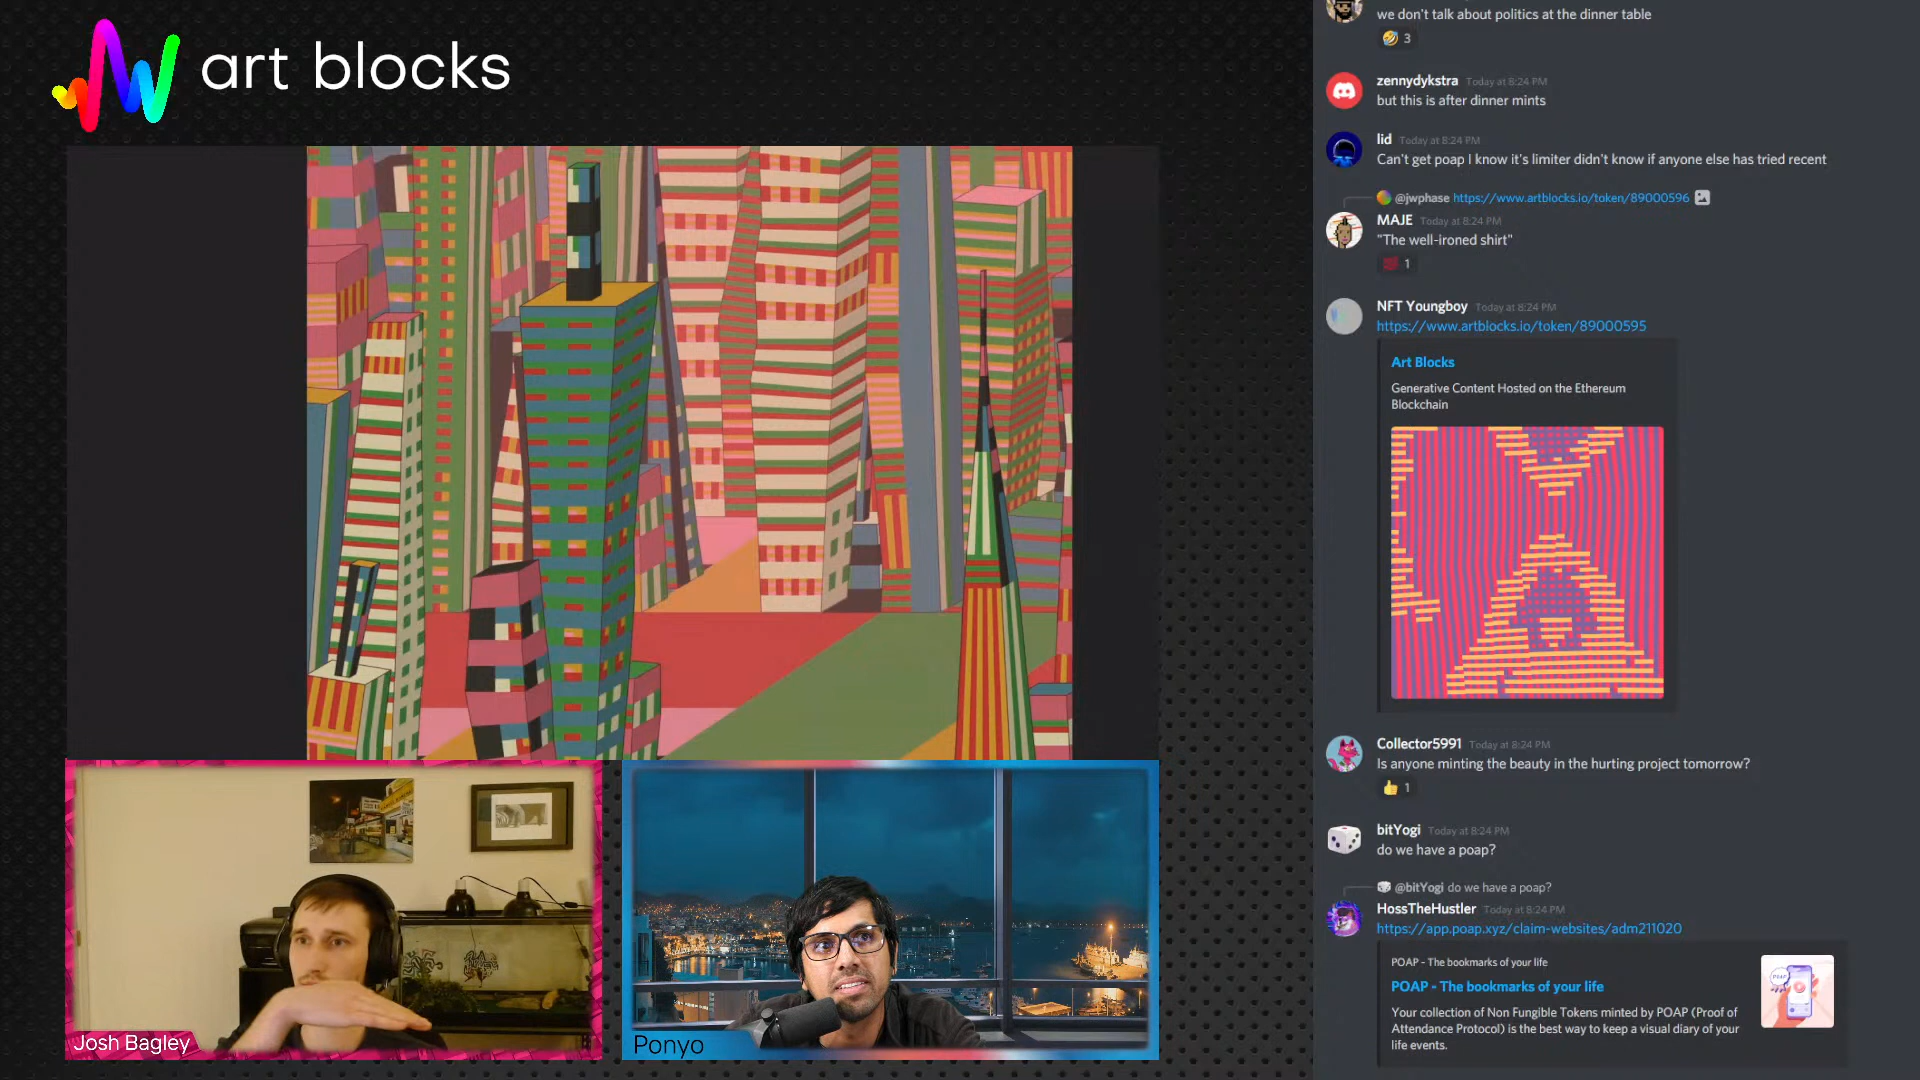 art blocks
we don't talk about politics at the dinner table
3
zennydykstra Today at 8:24 PM
but this is after dinner mints
lid Today at 8:24 PM
Can't get poap I know it's limiter didn't know if anyone else has tried recent
@jwphase https://www.artblocks.io/token/89000596
MAJE Today at 8:24 PM
"The well-ironed shirt"
1
NFT Youngboy Today at 8:24 PM
https://www.artblocks.io/token/89000595
Art Blocks
Generative Content Hosted on the Ethereum
Blockchain
Collector5991 Today at 8:24 PM
Is anyone minting the beauty in the hurting project tomorrow?
1
bitYogi Today at 8:24 PM
do we have a poap?
@bitYogi do we have a poap?
HossTheHustler Today at 8:24 PM
https://app.poap.xyz/claim-websites/adm211020
POAP - The bookmarks of your life
POAP - The bookmarks of your life
Your collection of Non Fungible Tokens minted by POAP (Proof of
Attendance Protocol) is the best way to keep a visual diary of your
life events.
Josh Bagley
Ponyo